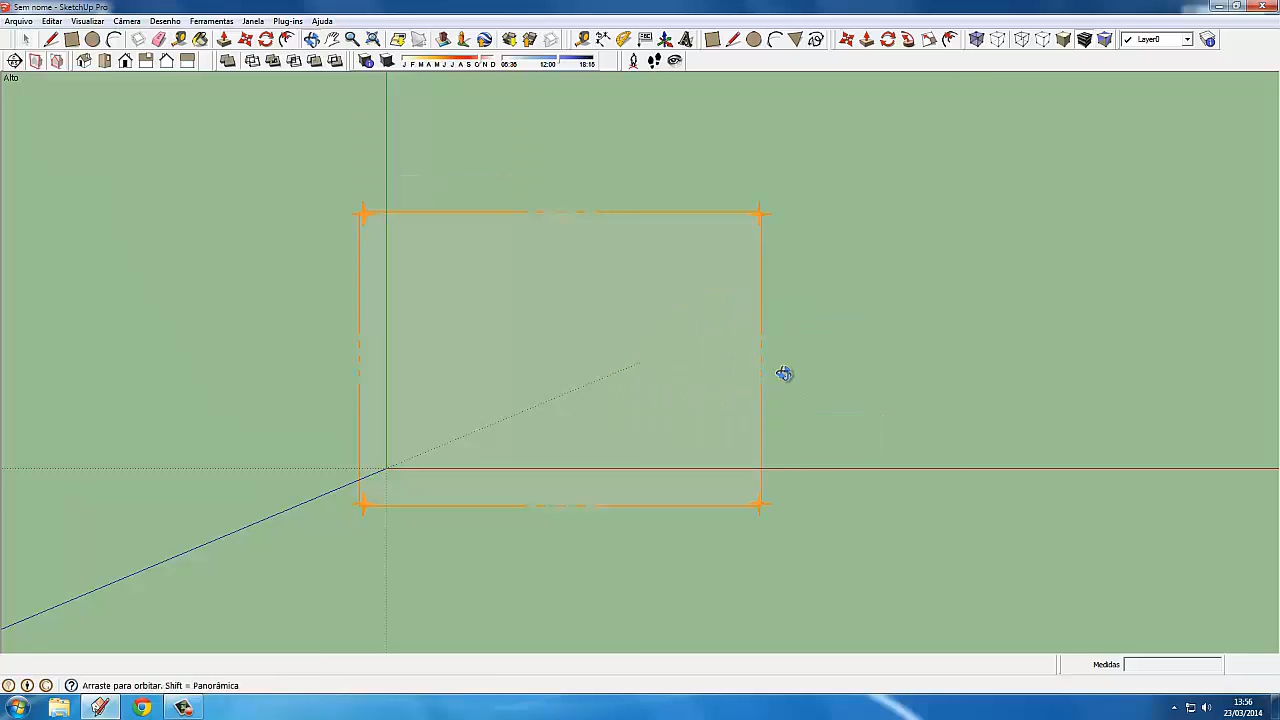 Sem nome - SketchUp Pro
Arquivo Editar Visualizar Câmera Desenho Ferramentas Janela Plug-ins Ajuda
Layer0
J F M A M J J A S O N D 05:36 12:00 18:15
Alto
Medidas
Arraste para orbitar. Shift = Panorâmica
13:56
23/03/2014